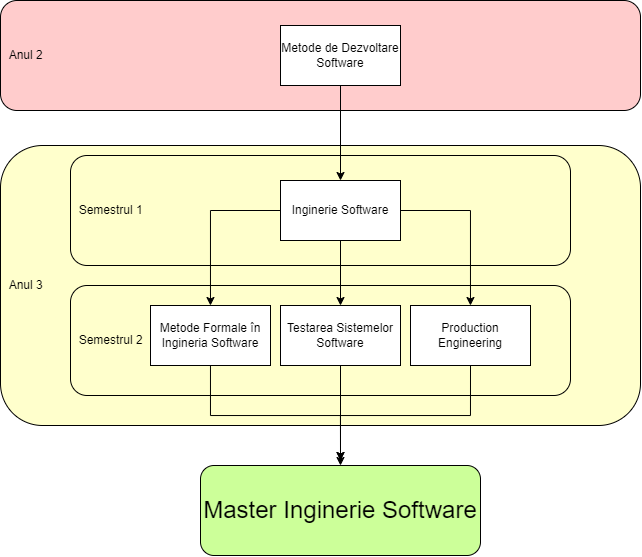 Anul 2
Metode de Dezvoltare
Software
Anul 3
Semestrul 1
Inginerie Software
Semestrul 2
Metode Formale în
Ingineria Software
Testarea Sistemelor
Software
Production
Engineering
Master Inginerie Software